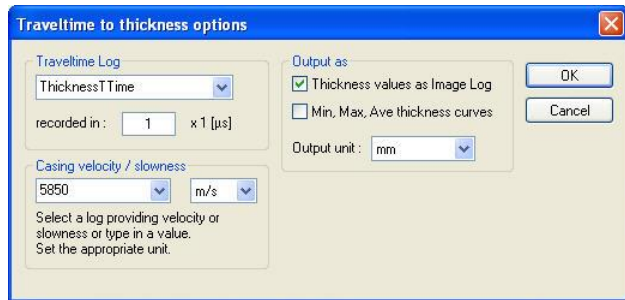 Traveltime to thickness options
Traveltime Log
ThicknessTTime
recorded in : 1 x 1 [µs]
Casing velocity / slowness
5850 m/s
Select a log providing velocity or
slowness or type in a value.
Set the appropriate unit.
Output as
Thickness values as Image Log
Min, Max, Ave thickness curves
Output unit : mm
OK
Cancel